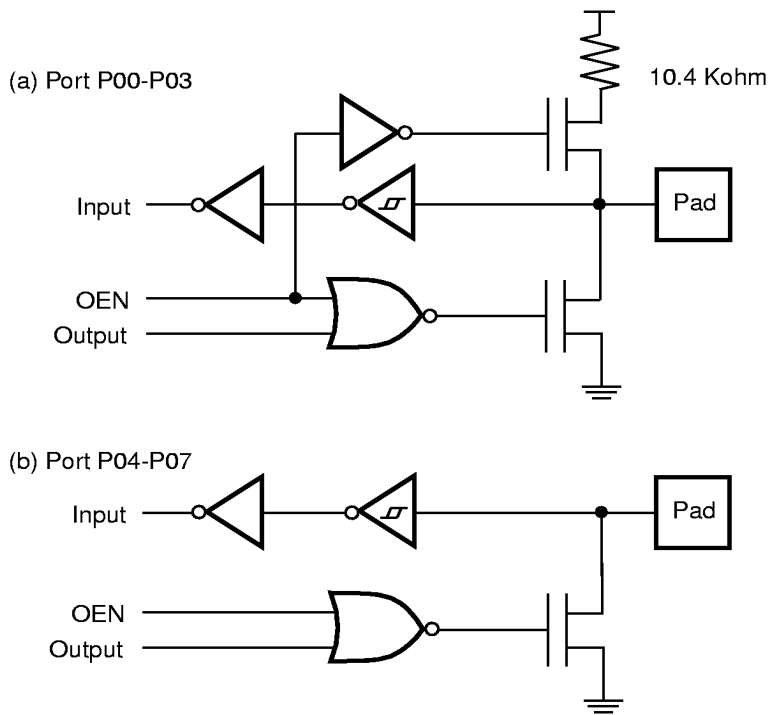 (a) Port P00-P03
10.4 Kohm
Input
Pad
OEN
Output
(b) Port P04-P07
Input
Pad
OEN
Output